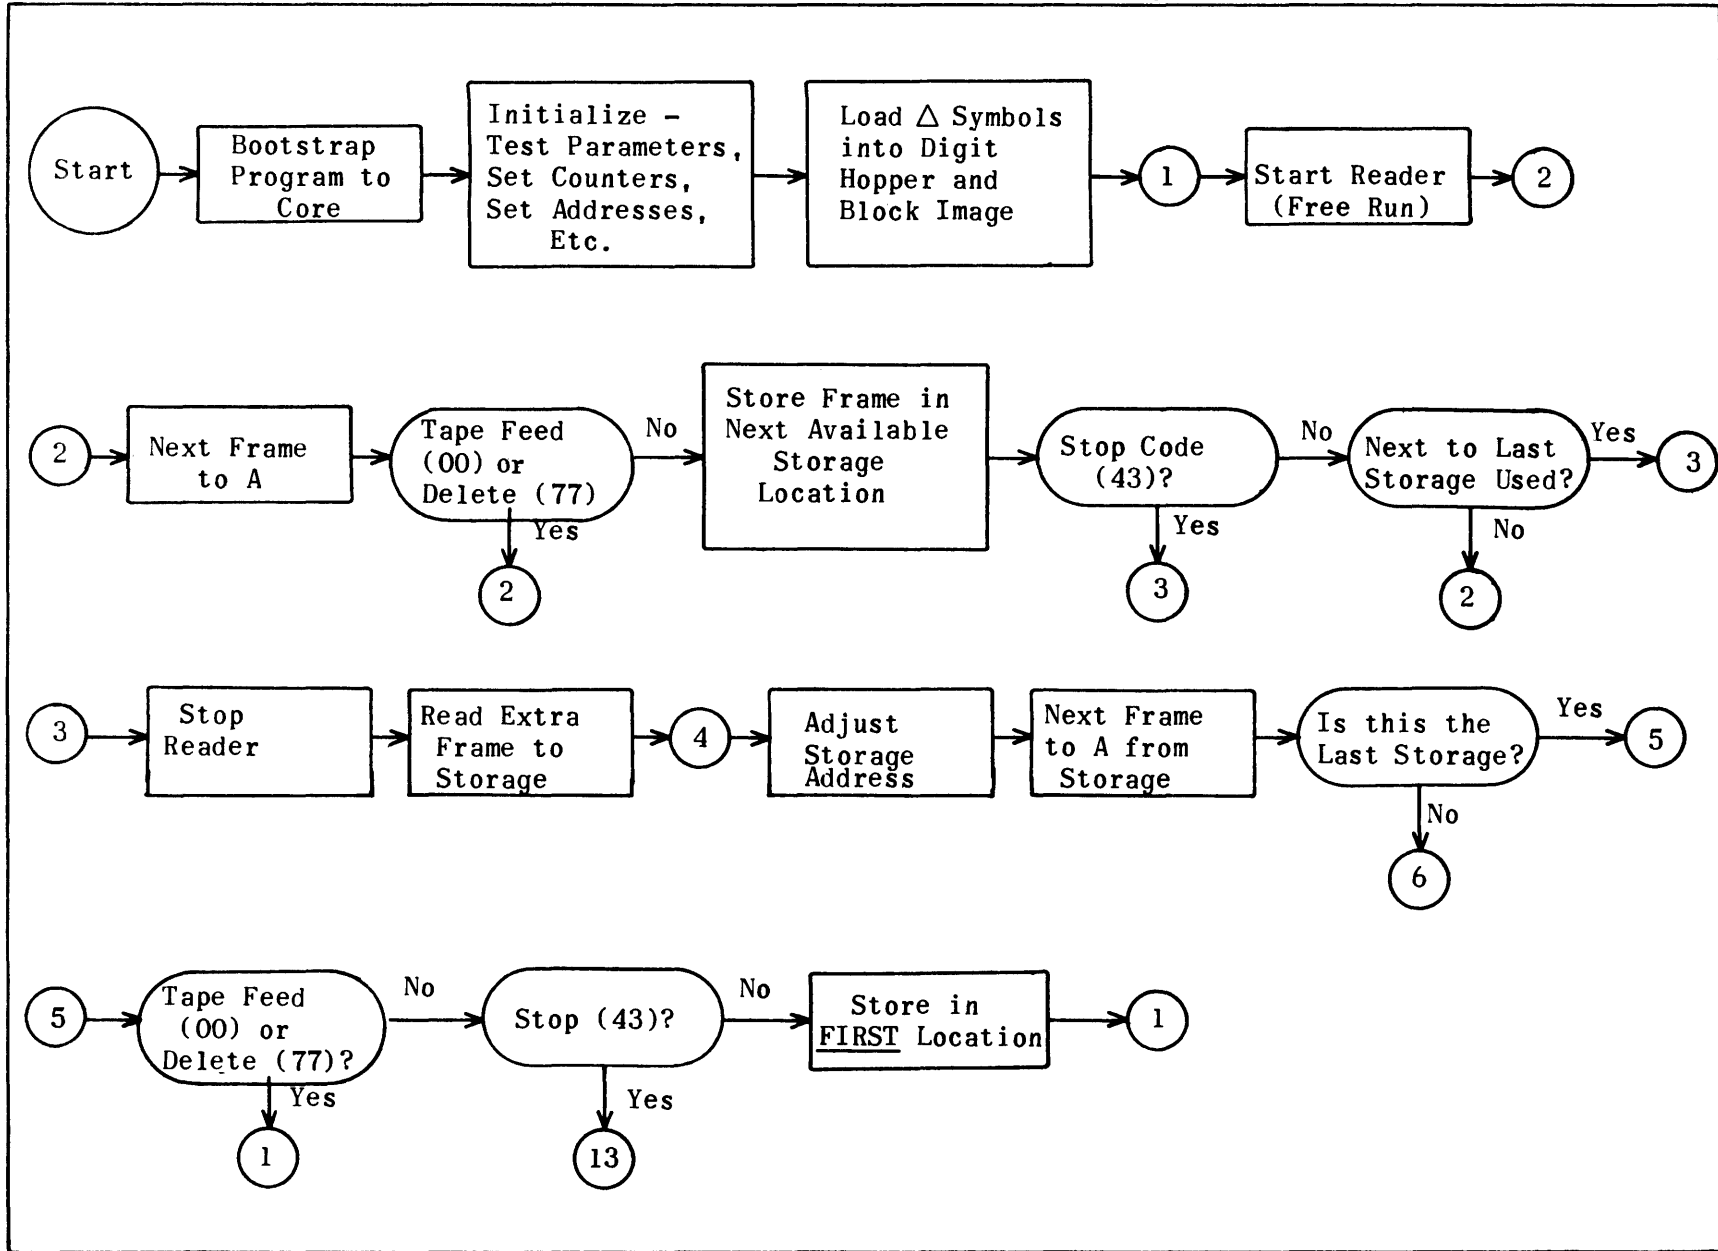 Start
Bootstrap
Program to
Core
Initialize -
Test Parameters,
Set Counters,
Set Addresses,
Etc.
Load △ Symbols
into Digit
Hopper and
Block Image
1
Start Reader
(Free Run)
2
2
Next Frame
to A
Tape Feed
(00) or
Delete (77)
No
Yes
2
Store Frame in
Next Available
Storage
Location
Stop Code
(43)?
No
Yes
3
Next to Last
Storage Used?
Yes
3
No
2
3
Stop
Reader
Read Extra
Frame to
Storage
4
Adjust
Storage
Address
Next Frame
to A from
Storage
Is this the
Last Storage?
Yes
5
No
6
5
Tape Feed
(00) or
Delete (77)?
No
Yes
1
Stop (43)?
No
Yes
13
Store in
FIRST Location
1